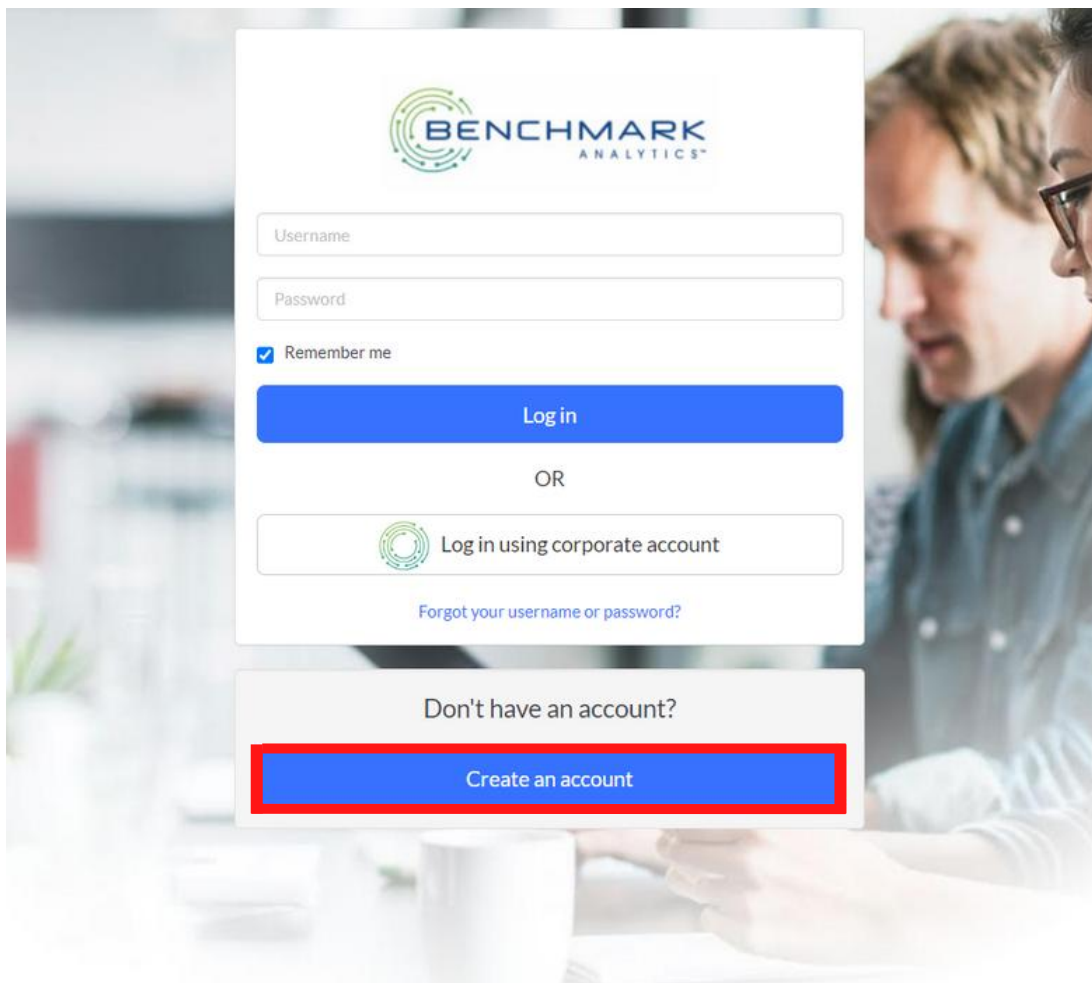 BENCHMARK
ANALYTICS™
Username
Password
Remember me
Log in
OR
Log in using corporate account
Forgot your username or password?
Don't have an account?
Create an account